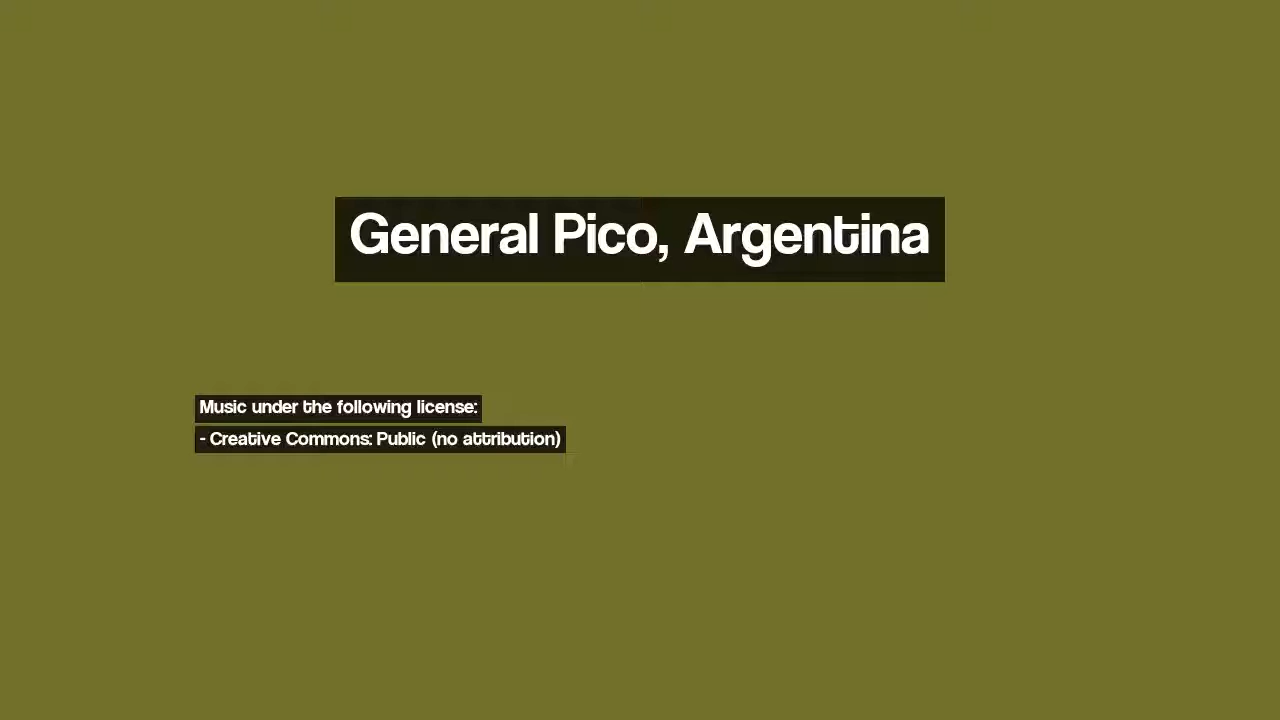 General Pico, Argentina
Music under the following license:
- Creative Commons: Public (no attribution)